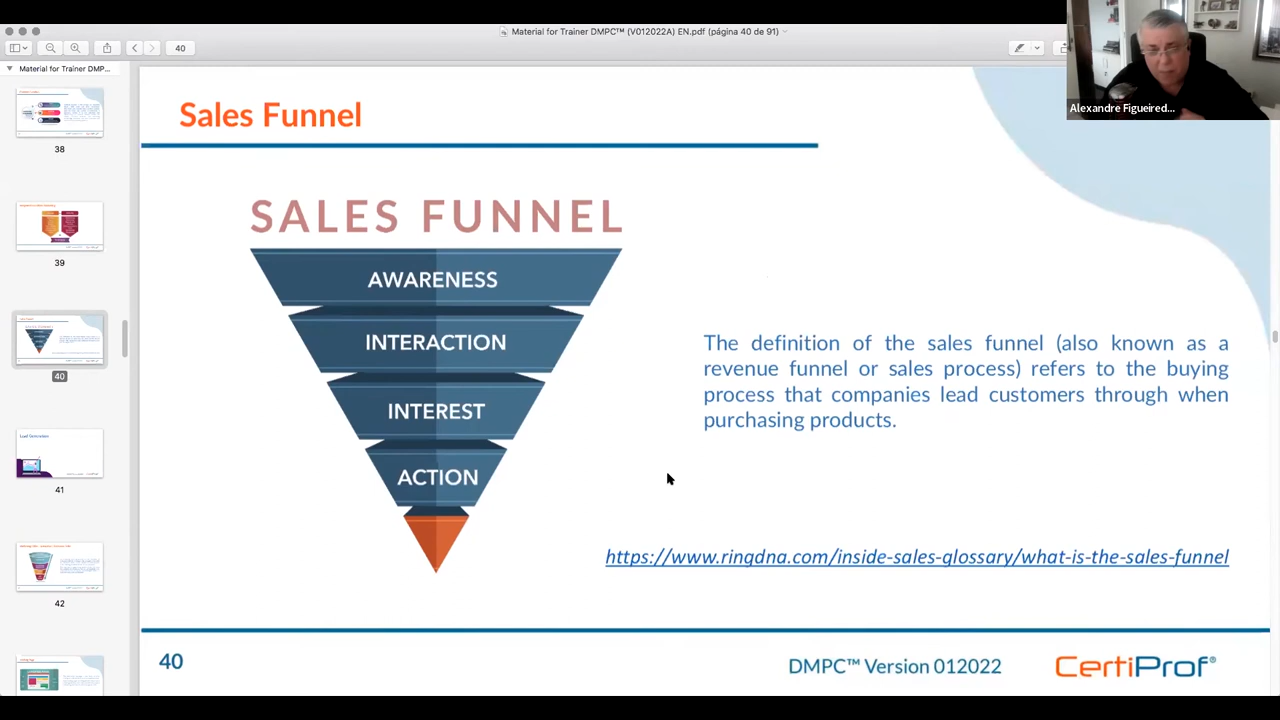 Material for Trainer DMPC™ (V012022A) EN.pdf (página 40 de 91)
40
Material for Trainer DMP...
38
39
40
41
Lead Generation
42
Alexandre Figueired...
Sales Funnel
SALES FUNNEL
AWARENESS
INTERACTION
INTEREST
ACTION
The definition of the sales funnel (also known as a
revenue funnel or sales process) refers to the buying
process that companies lead customers through when
purchasing products.
https://www.ringdna.com/inside-sales-glossary/what-is-the-sales-funnel
40
DMPC™ Version 012022
CertiProf®